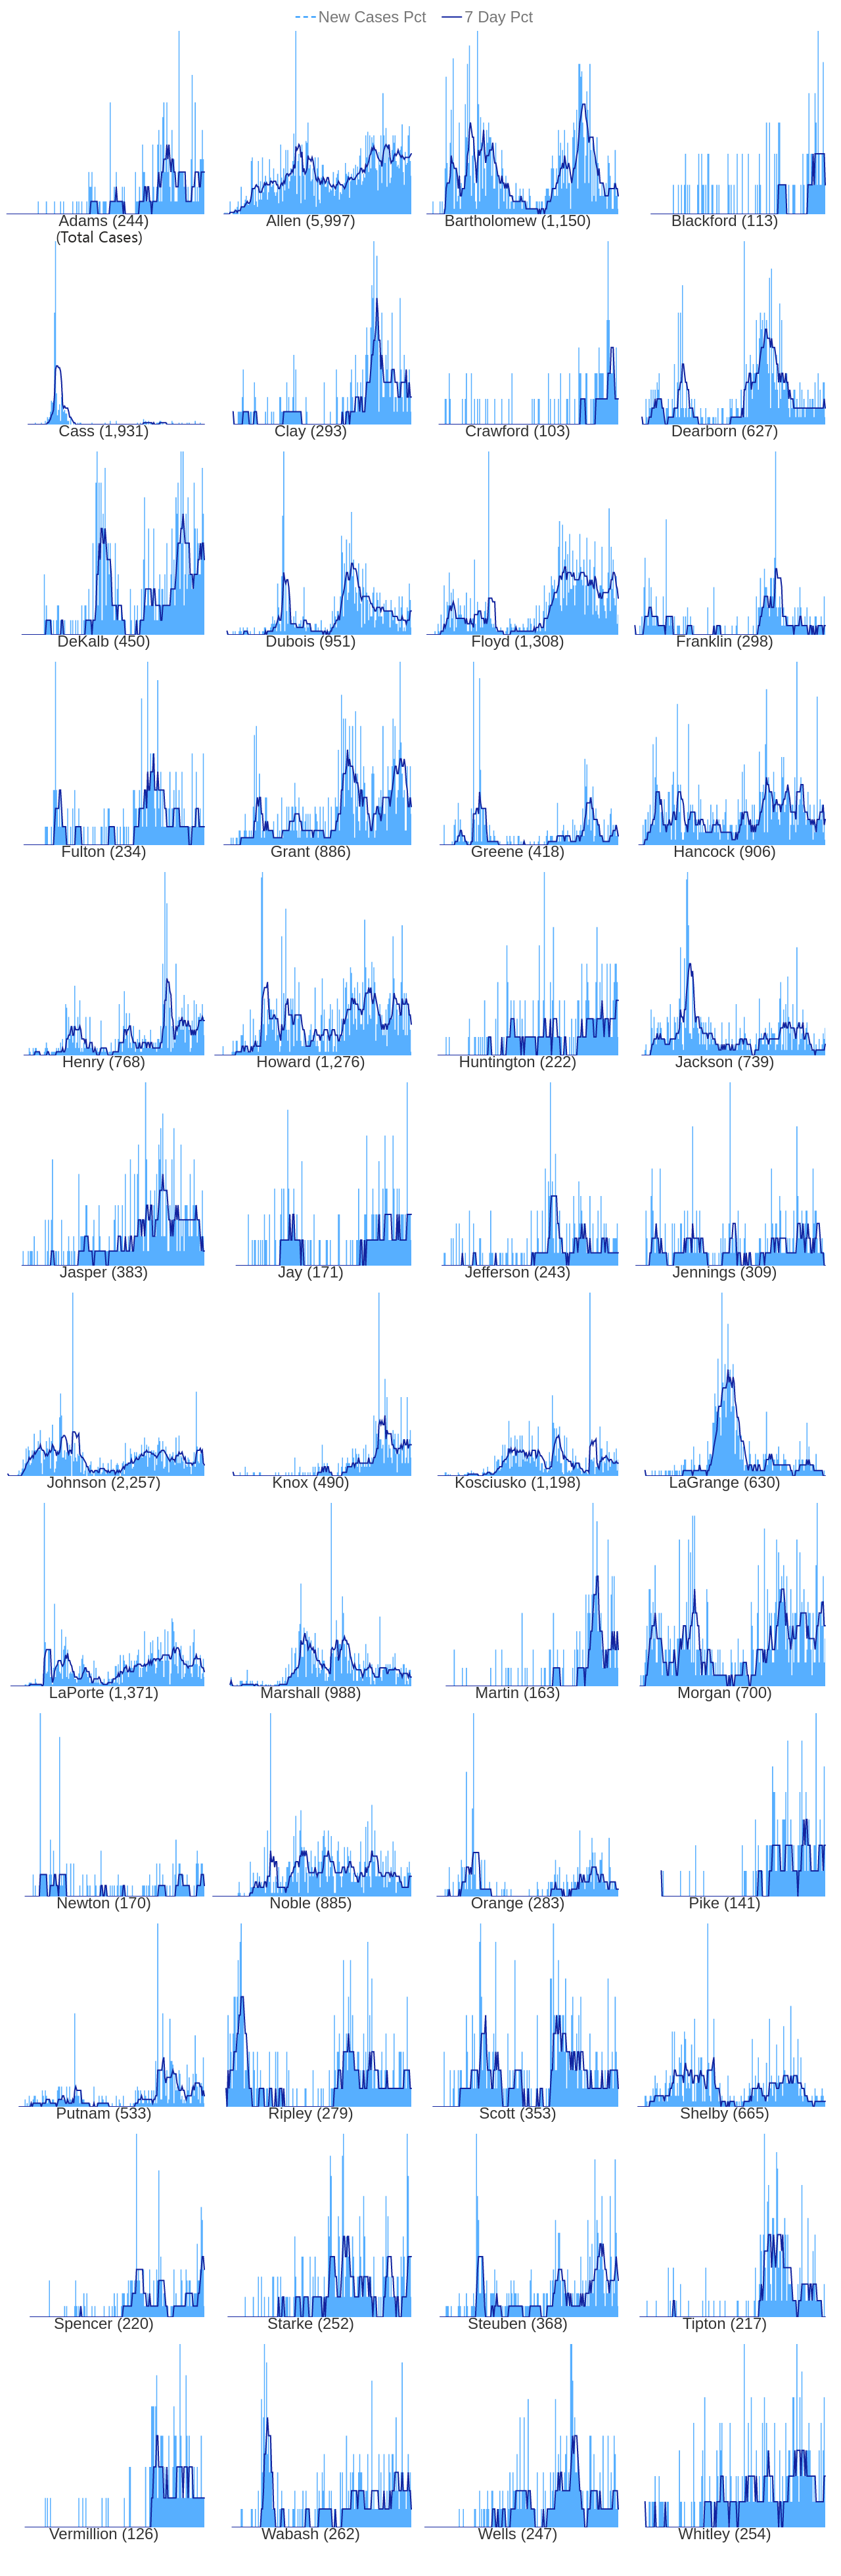 New Cases Pct 7 Day Pct
Adams (244) Allen (5,997) Bartholomew (1,150) Blackford (113)
(Total Cases)
Cass (1,931) Clay (293) Crawford (103) Dearborn (627)
DeKalb (450) Dubois (951) Floyd (1,308) Franklin (298)
Fulton (234) Grant (886) Greene (418) Hancock (906)
Henry (768) Howard (1,276) Huntington (222) Jackson (739)
Jasper (383) Jay (171) Jefferson (243) Jennings (309)
Johnson (2,257) Knox (490) Kosciusko (1,198) LaGrange (630)
LaPorte (1,371) Marshall (988) Martin (163) Morgan (700)
Newton (170) Noble (885) Orange (283) Pike (141)
Putnam (533) Ripley (279) Scott (353) Shelby (665)
Spencer (220) Starke (252) Steuben (368) Tipton (217)
Vermillion (126) Wabash (262) Wells (247) Whitley (254)